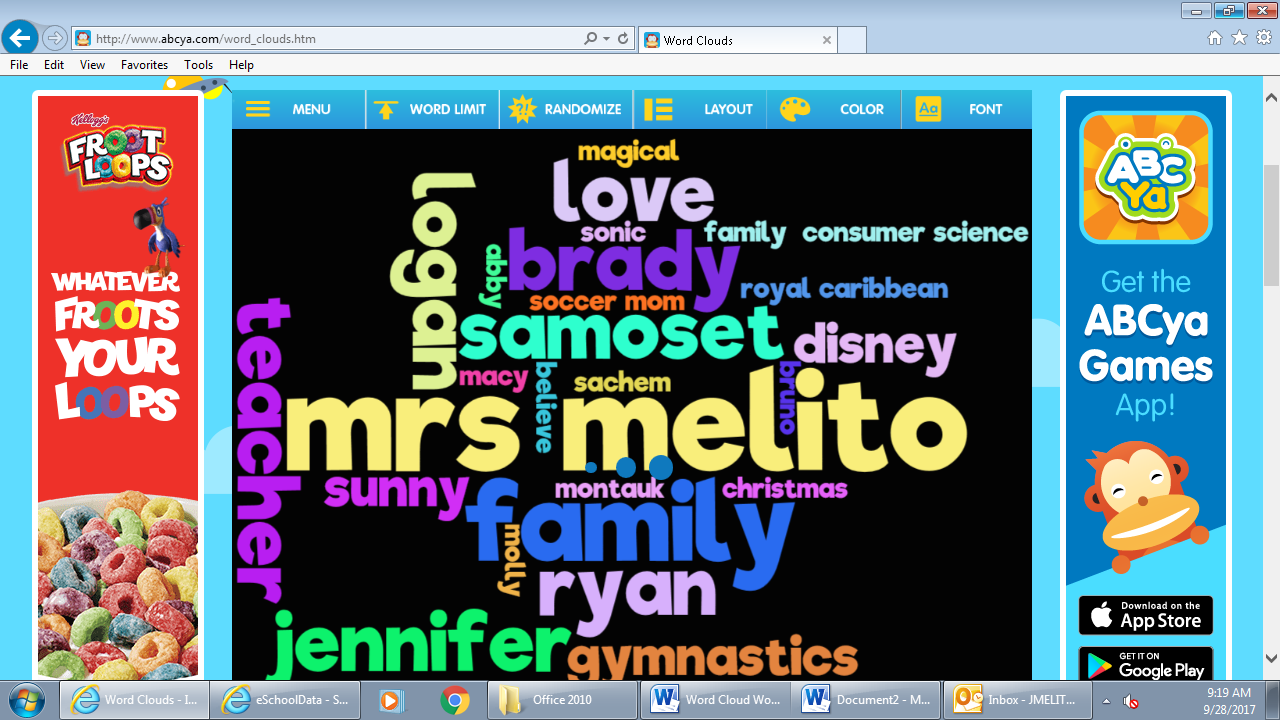 http://www.abcya.com/word_clouds.htm
Word Clouds
File Edit View Favorites Tools Help
MENU WORD LIMIT ?! RANDOMIZE LAYOUT COLOR Aa FONT
Kellogg's
FROOT
LOOPS
WHATEVER
FROOTS
YOUR
LOOPS
magical
love
logan
sonic
family consumer science
abby
brady
royal caribbean
soccer mom
teacher
samoset
disney
macy
believe
sachem
bruno
mrs melito
sunny
montauk
christmas
family
molly
ryan
jennifer
gymnastics
ABC
Ya
Get the
ABCya
Games
App!
Download on the
App Store
GET IT ON
Google Play
Word Clouds - I...
eSchoolData - S...
Office 2010
Word Cloud Wo...
Document2 - M...
Inbox - JMELIT...
9:19 AM
9/28/2017